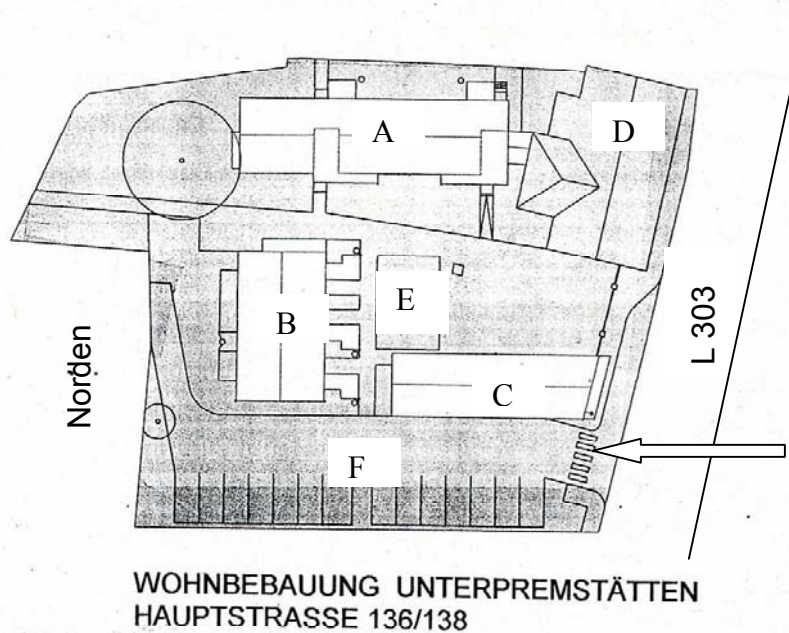 A
D
B
E
C
L 303
Norden
F
WOHNBEBAUUNG UNTERPREMSTÄTTEN
HAUPTSTRASSE 136/138